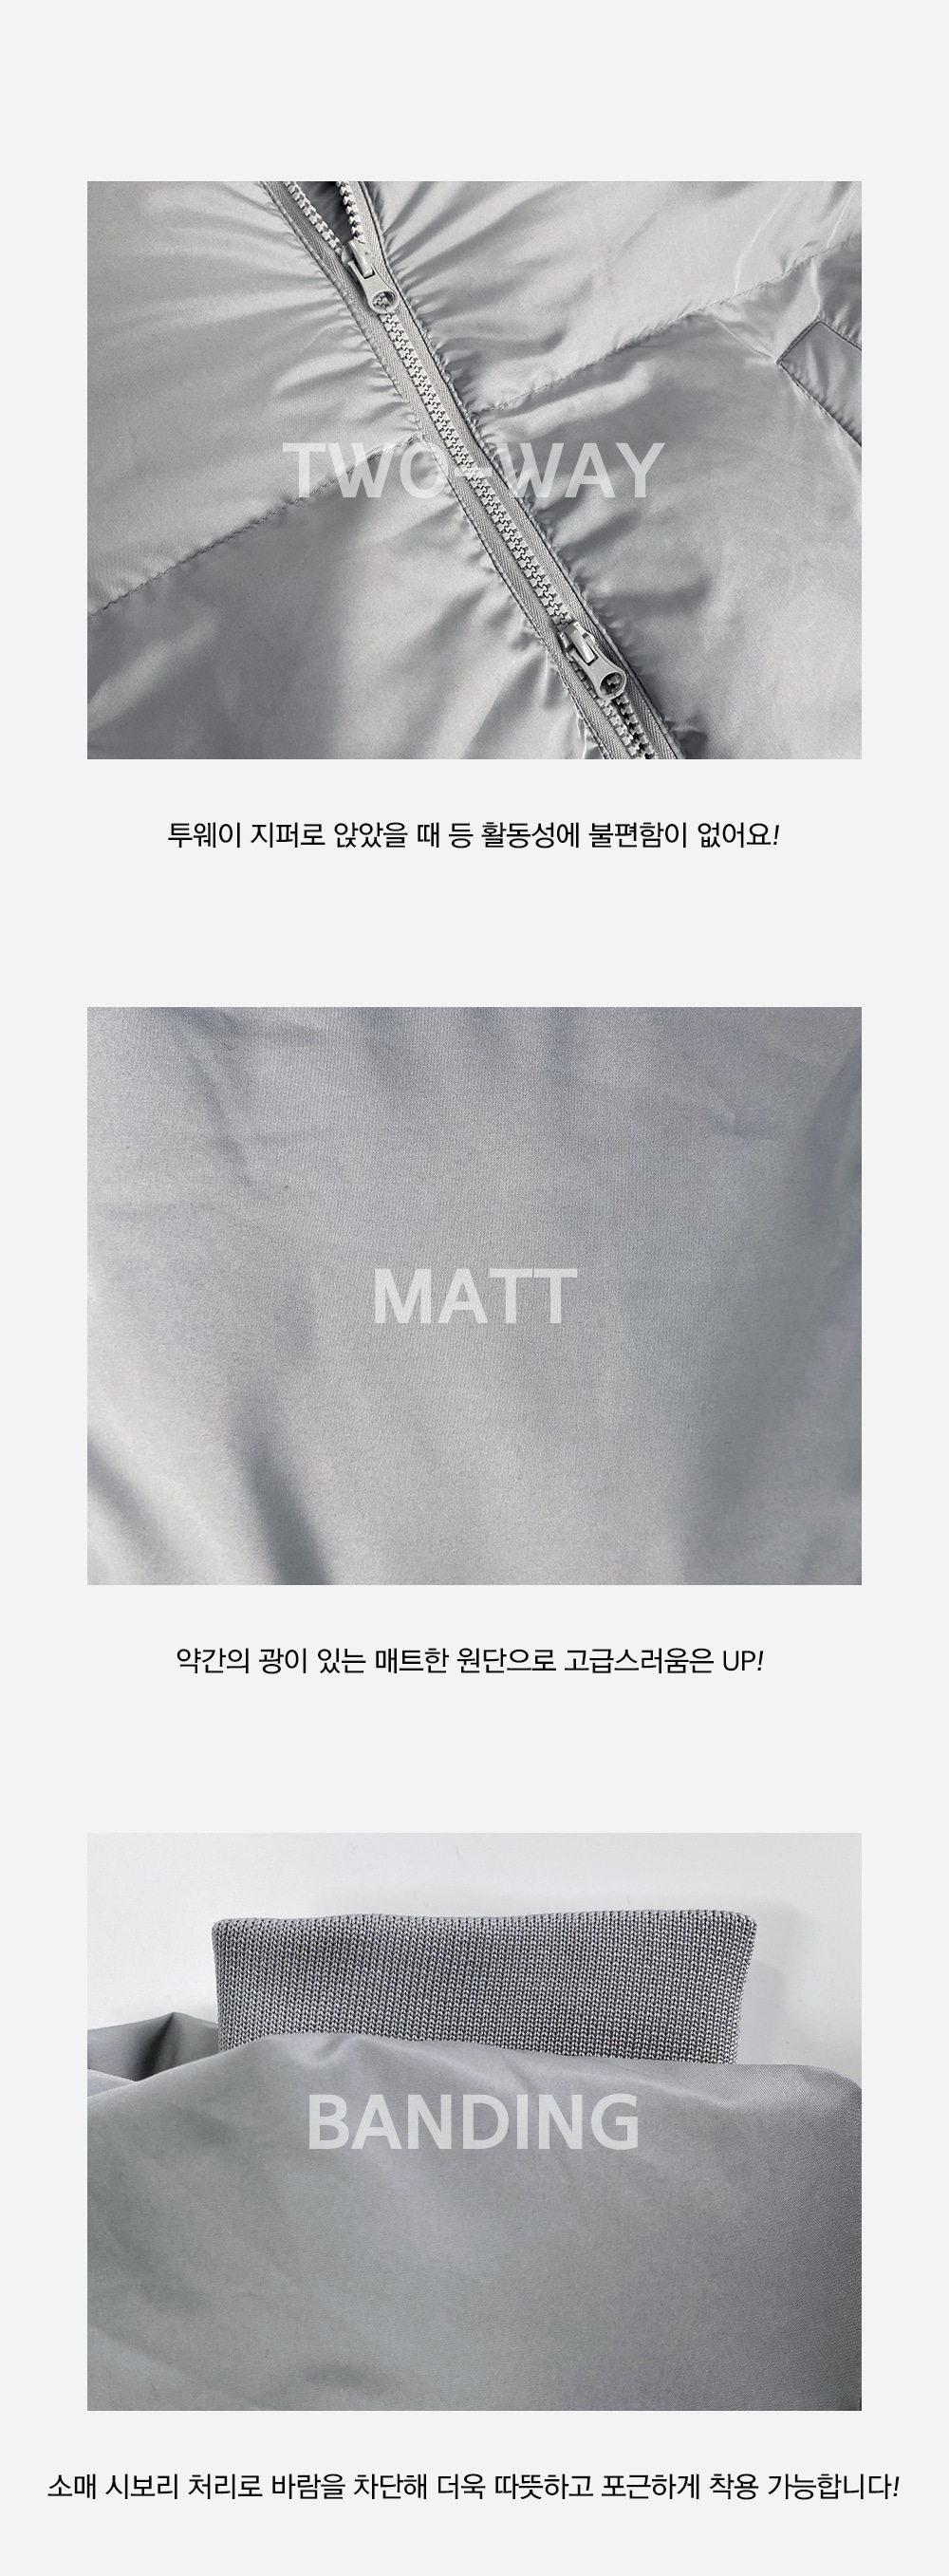 TWO-WAY
투웨이 지퍼로 앉았을 때 등 활동성에 불편함이 없어요!
MATT
약간의 광이 있는 매트한 원단으로 고급스러움은 UP!
BANDING
소매 시보리 처리로 바람을 차단해 더욱 따뜻하고 포근하게 착용 가능합니다!